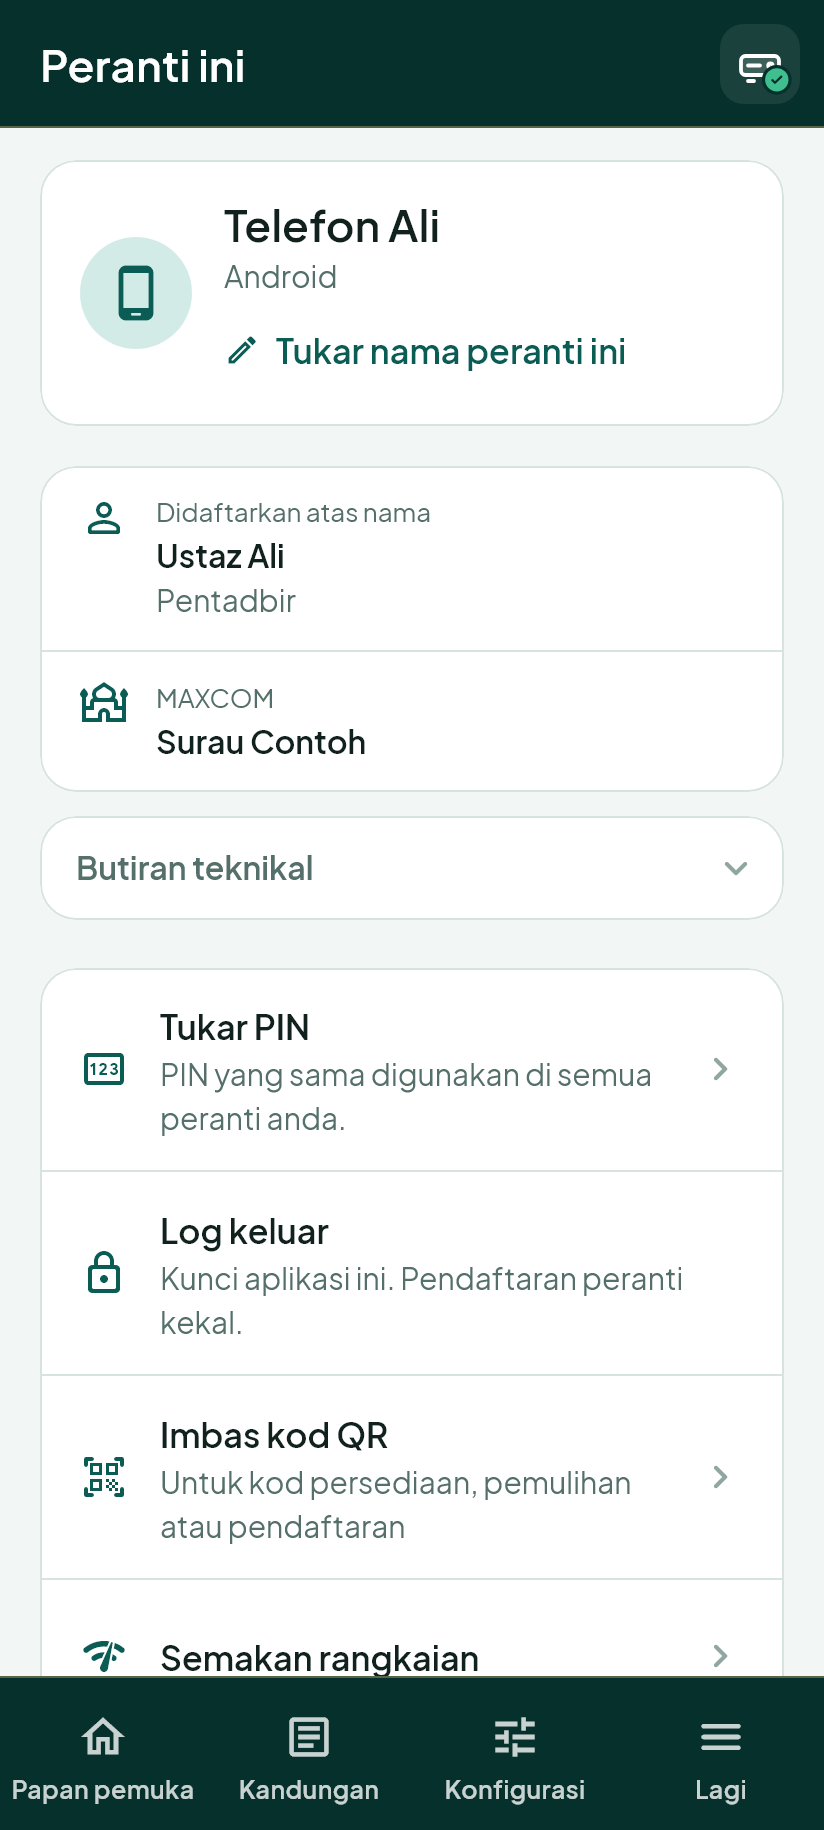 Peranti ini
Telefon Ali
Android
Tukar nama peranti ini
Didaftarkan atas nama
Ustaz Ali
Pentadbir
MAXCOM
Surau Contoh
Butiran teknikal
Tukar PIN
123
PIN yang sama digunakan di semua
peranti anda.
Log keluar
Kunci aplikasi ini. Pendaftaran peranti
kekal.
Imbas kod QR
Untuk kod persediaan, pemulihan
atau pendaftaran
Semakan rangkaian
Papan pemuka
Kandungan
Konfigurasi
Lagi